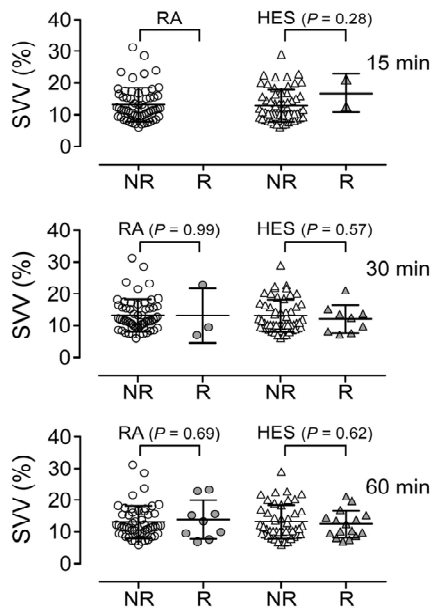 RA
HES (P = 0.28)
15 min
SVV (%)
40
30
20
10
0
NR
R
NR
R
RA (P = 0.99)
HES (P = 0.57)
30 min
SVV (%)
40
30
20
10
0
NR
R
NR
R
RA (P = 0.69)
HES (P = 0.62)
60 min
SVV (%)
40
30
20
10
0
NR
R
NR
R